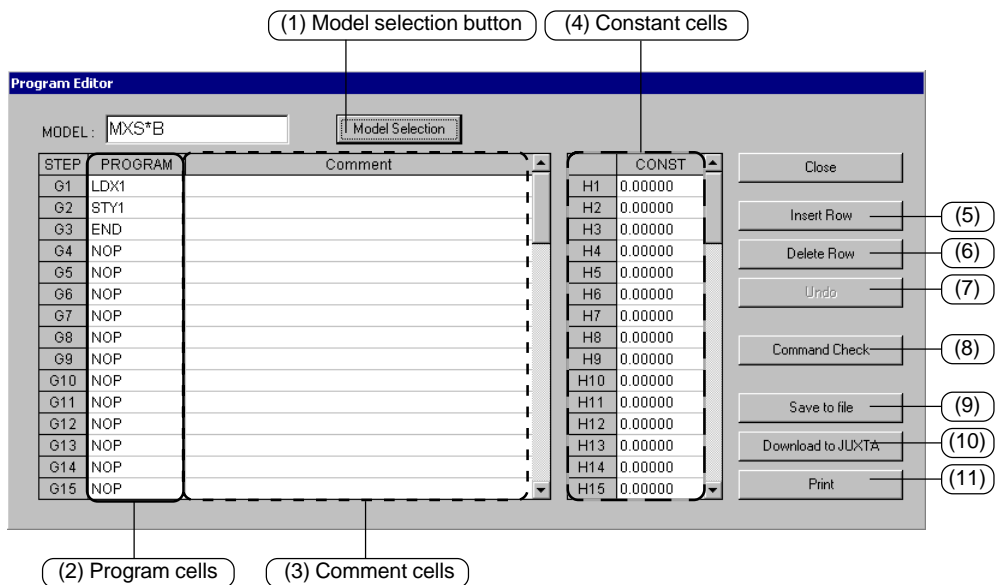 (1) Model selection button (4) Constant cells
Program Editor
MODEL : MXS*B Model Selection
STEP PROGRAM Comment CONST Close
G1 LDX1 H1 0.00000
G2 STY1 H2 0.00000 Insert Row (5)
G3 END H3 0.00000
G4 NOP H4 0.00000 Delete Row (6)
G5 NOP H5 0.00000
G6 NOP H6 0.00000 Undo (7)
G7 NOP H7 0.00000
G8 NOP H8 0.00000
G9 NOP H9 0.00000 Command Check (8)
G10 NOP H10 0.00000
G11 NOP H11 0.00000 Save to file (9)
G12 NOP H12 0.00000
G13 NOP H13 0.00000 Download to JUXTA (10)
G14 NOP H14 0.00000
G15 NOP H15 0.00000 Print (11)
(2) Program cells (3) Comment cells